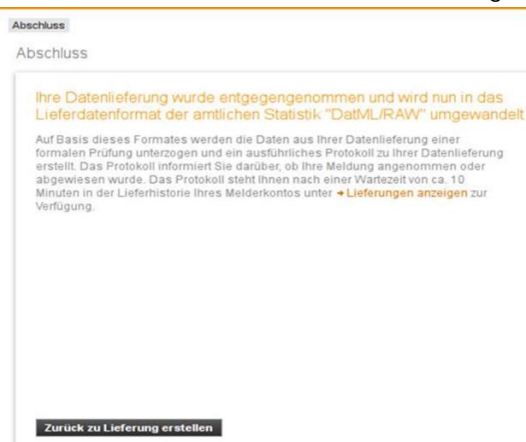 Abschluss
Abschluss
Ihre Datenlieferung wurde entgegengenommen und wird nun in das
Lieferdatenformat der amtlichen Statistik "DatML/RAW" umgewandelt
Auf Basis dieses Formates werden die Daten aus Ihrer Datenlieferung einer
formalen Prüfung unterzogen und ein ausführliches Protokoll zu Ihrer Datenlieferung
erstellt. Das Protokoll informiert Sie darüber, ob Ihre Meldung angenommen oder
abgewiesen wurde. Das Protokoll steht Ihnen nach einer Wartezeit von ca. 10
Minuten in der Lieferhistorie Ihres Melderkontos unter → Lieferungen anzeigen zur
Verfügung.
Zurück zu Lieferung erstellen